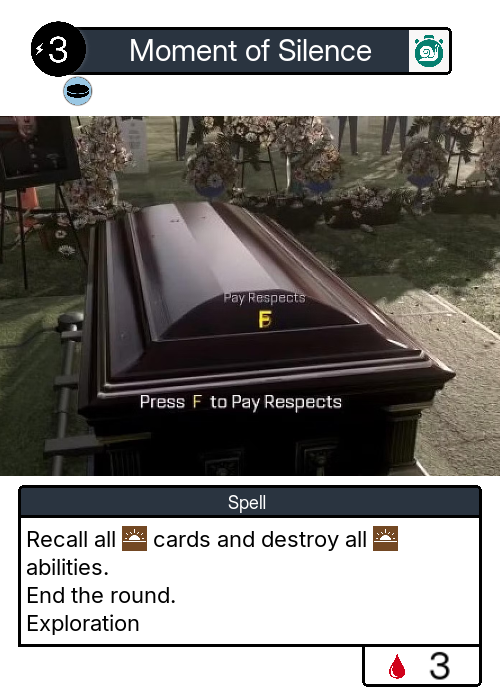 3
Moment of Silence
Pay Respects
F
Press F to Pay Respects
Spell
Recall all cards and destroy all
abilities.
End the round.
Exploration
3